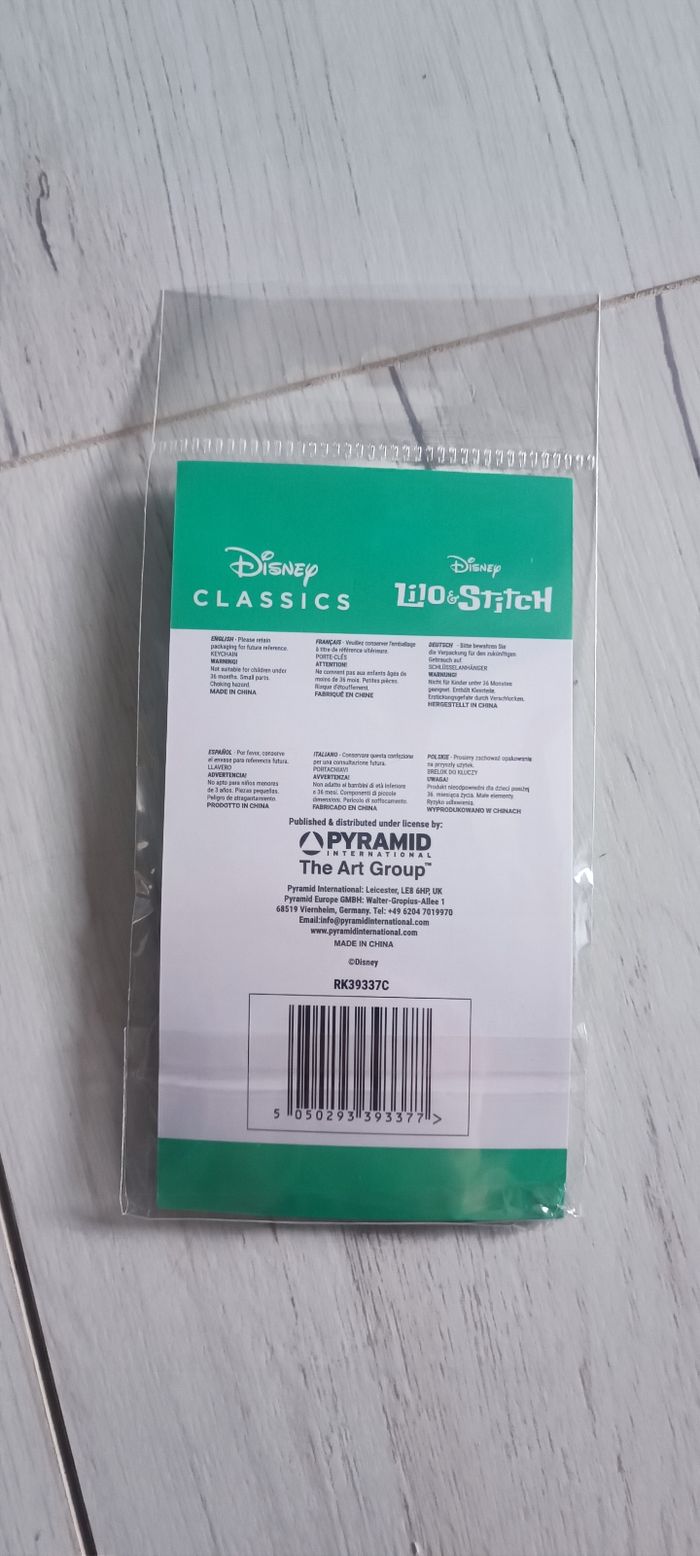 Disney
CLASSICS
Disney
Lilo & Stitch
ENGLISH - Please retain
packaging for future reference.
KEYCHAIN
WARNING!
Not suitable for children under
36 months. Small parts.
Choking hazard.
MADE IN CHINA
FRANÇAIS - Veuillez conserver l'emballage
à titre de référence ultérieure.
PORTE-CLÉS
ATTENTION!
Ne convient pas aux enfants âgés de
moins de 36 mois. Petites pièces.
Risque d'étouffement.
FABRIQUÉ EN CHINE
DEUTSCH - Bitte bewahren Sie
die Verpackung für den zukünftigen
Gebrauch auf.
SCHLÜSSELANHÄNGER
WARNUNG!
Nicht für Kinder unter 36 Monaten
geeignet. Enthält Kleinteile.
Erstickungsgefahr durch Verschlucken.
HERGESTELLT IN CHINA
ESPAÑOL - Por favor, conserve
el envase para referencia futura.
LLAVERO
ADVERTENCIA!
No apto para niños menores
de 3 años. Piezas pequeñas.
Peligro de atragantamiento.
PRODOTTO IN CHINA
ITALIANO - Conservare questa confezione
per una consultazione futura.
PORTACHIAVI
AVVERTENZA!
Non adatto ai bambini di età inferiore
a 36 mesi. Componenti di piccole
dimensioni. Pericolo di soffocamento.
FABRICADO EN CHINA
POLSKIE - Prosimy zachować opakowanie
na przyszły użytek.
BRELOK DO KLUCZY
UWAGA!
Produkt nieodpowiedni dla dzieci poniżej
36. miesiąca życia. Małe elementy.
Ryzyko udławienia.
WYPRODUKOWANO W CHINACH
Published & distributed under license by:
PYRAMID
INTERNATIONAL
The Art Group™
Pyramid International: Leicester, LE8 6HP, UK
Pyramid Europe GMBH: Walter-Gropius-Allee 1
68519 Viernheim, Germany. Tel: +49 6204 7019970
Email:info@pyramidinternational.com
www.pyramidinternational.com
MADE IN CHINA
©Disney
RK39337C
5 050293 393377 >